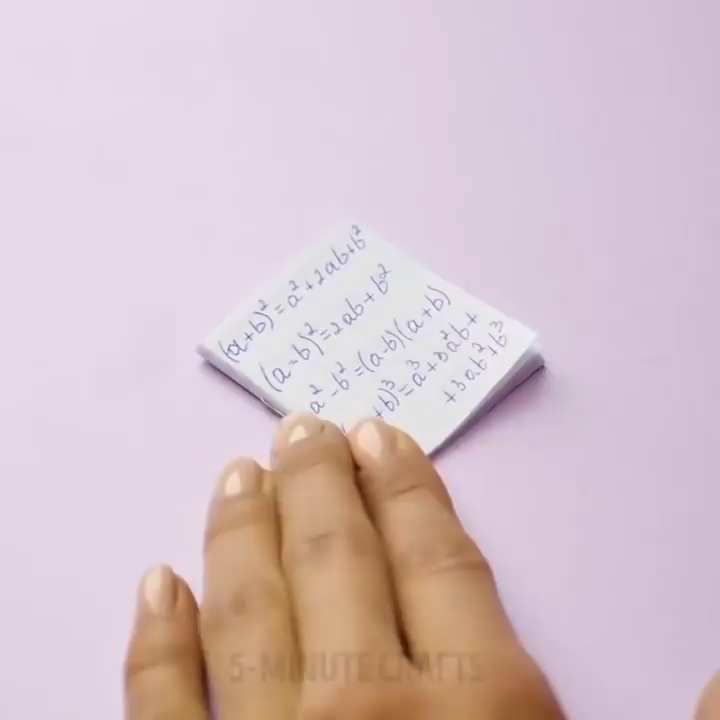 (a+b)²=a²+2ab+b²
(a-b)²=2ab+b²
a²-b²=(a-b)(a+b)
+b)³=a³+3a²b+
+3ab²+b³
5-MINUTE CRAFTS